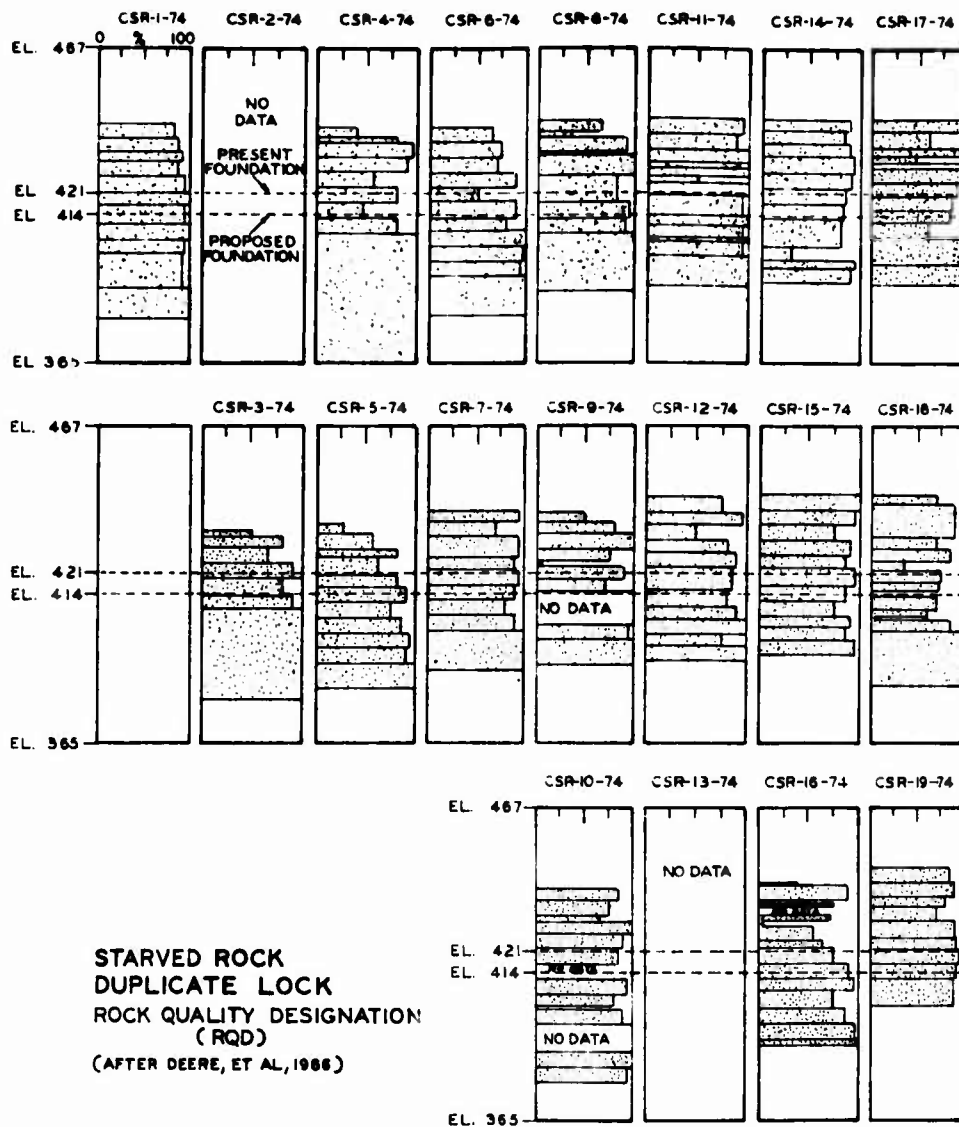 CSR-1-74 CSR-2-74 CSR-4-74 CSR-6-74 CSR-8-74 CSR-11-74 CSR-14-74 CSR-17-74
EL. 467
0 % 100
NO
DATA
PRESENT
FOUNDATION
EL 421
EL 414
PROPOSED
FOUNDATION
EL 365
CSR-3-74 CSR-5-74 CSR-7-74 CSR-9-74 CSR-12-74 CSR-15-74 CSR-18-74
EL. 467
EL. 421
EL. 414
NO DATA
EL. 365
CSR-10-74 CSR-13-74 CSR-16-74 CSR-19-74
EL. 467
NO DATA
EL. 421
EL. 414
NO DATA
EL. 365
STARVED ROCK
DUPLICATE LOCK
ROCK QUALITY DESIGNATION
(RQD)
(AFTER DEERE, ET AL, 1966)